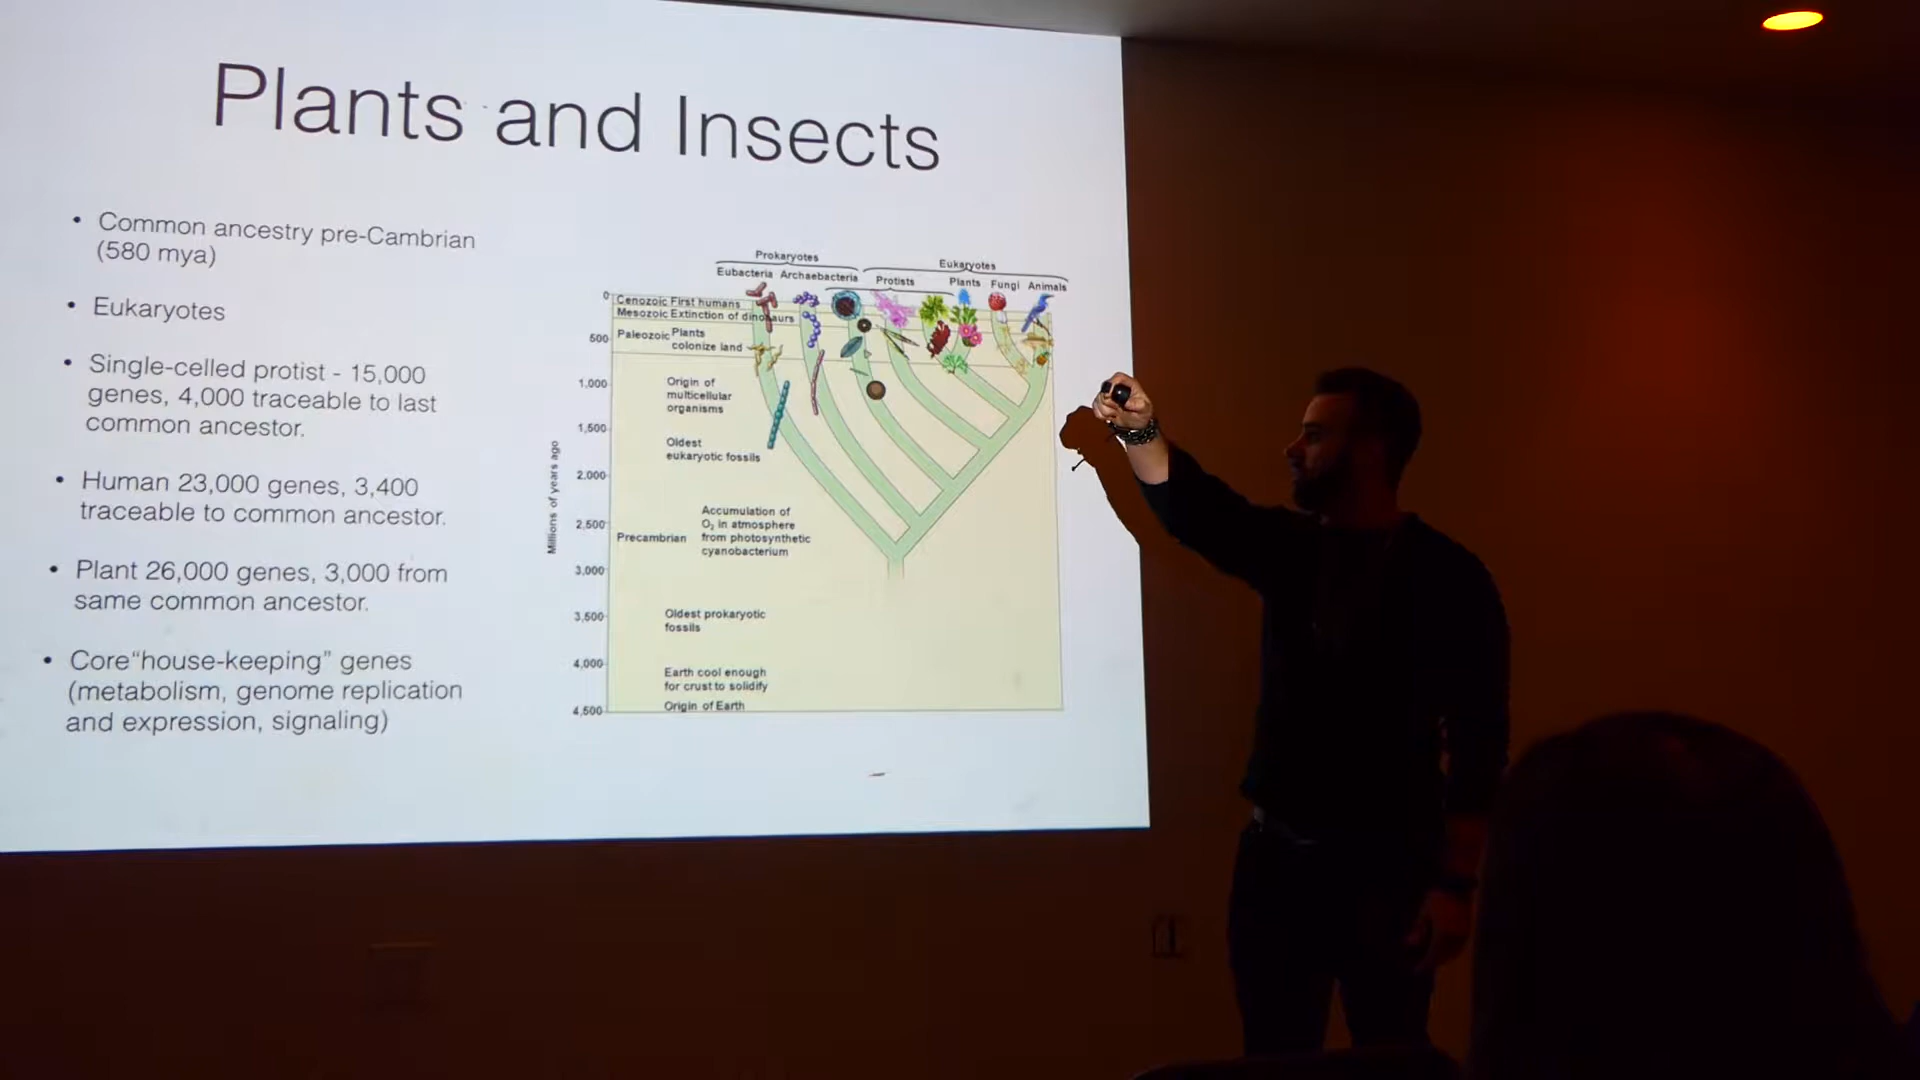 Plants and Insects
• Common ancestry pre-Cambrian
(580 mya)
• Eukaryotes
• Single-celled protist - 15,000
genes, 4,000 traceable to last
common ancestor.
• Human 23,000 genes, 3,400
traceable to common ancestor.
• Plant 26,000 genes, 3,000 from
same common ancestor.
• Core“house-keeping” genes
(metabolism, genome replication
and expression, signaling)
Prokaryotes
Eukaryotes
Eubacteria Archaebacteria
Protists
Plants Fungi Animals
0
Cenozoic First humans
Mesozoic Extinction of dinosaurs
500
Paleozoic Plants
colonize land
1,000
Origin of
multicellular
organisms
1,500
Oldest
eukaryotic fossils
2,000
Millions of years ago
2,500
Precambrian
Accumulation of
O₂ in atmosphere
from photosynthetic
cyanobacterium
3,000
3,500
Oldest prokaryotic
fossils
4,000
Earth cool enough
for crust to solidify
4,500
Origin of Earth